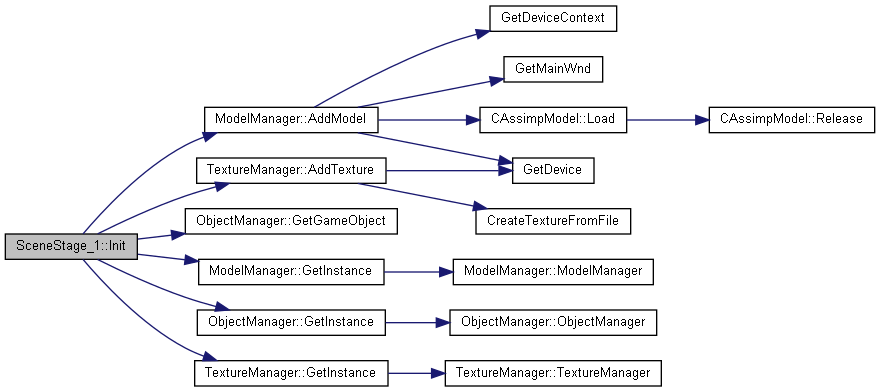 GetDeviceContext
GetMainWnd
ModelManager::AddModel
CAssimpModel::Load
CAssimpModel::Release
TextureManager::AddTexture
GetDevice
ObjectManager::GetGameObject
CreateTextureFromFile
SceneStage_1::Init
ModelManager::GetInstance
ModelManager::ModelManager
ObjectManager::GetInstance
ObjectManager::ObjectManager
TextureManager::GetInstance
TextureManager::TextureManager